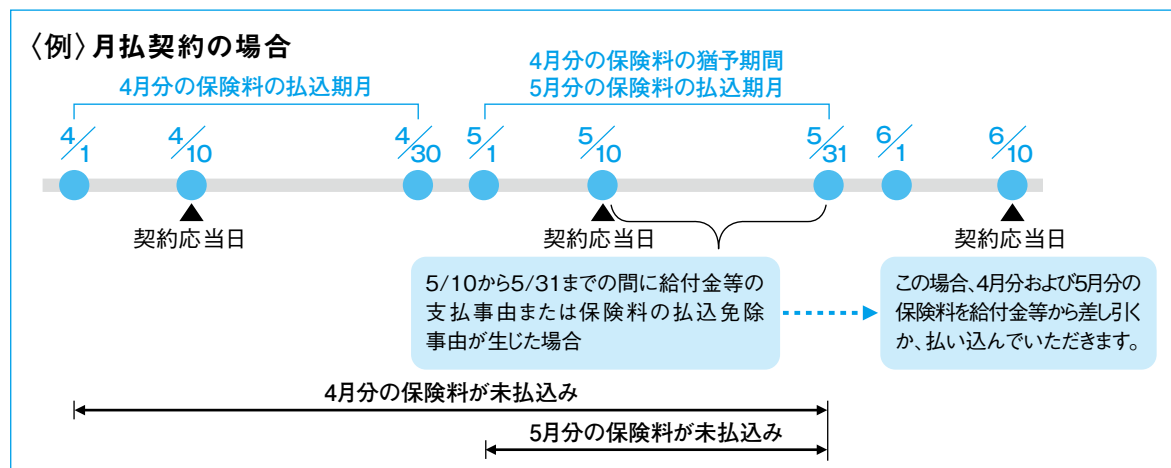 〈例〉月払契約の場合
4月分の保険料の払込期月
4月分の保険料の猶予期間
5月分の保険料の払込期月
4/1
4/10
4/30
5/1
5/10
5/31
6/1
6/10
契約応当日
契約応当日
契約応当日
5/10から5/31までの間に給付金等の
支払事由または保険料の払込免除
事由が生じた場合
この場合、4月分および5月分の
保険料を給付金等から差し引く
か、払い込んでいただきます。
4月分の保険料が未払込み
5月分の保険料が未払込み